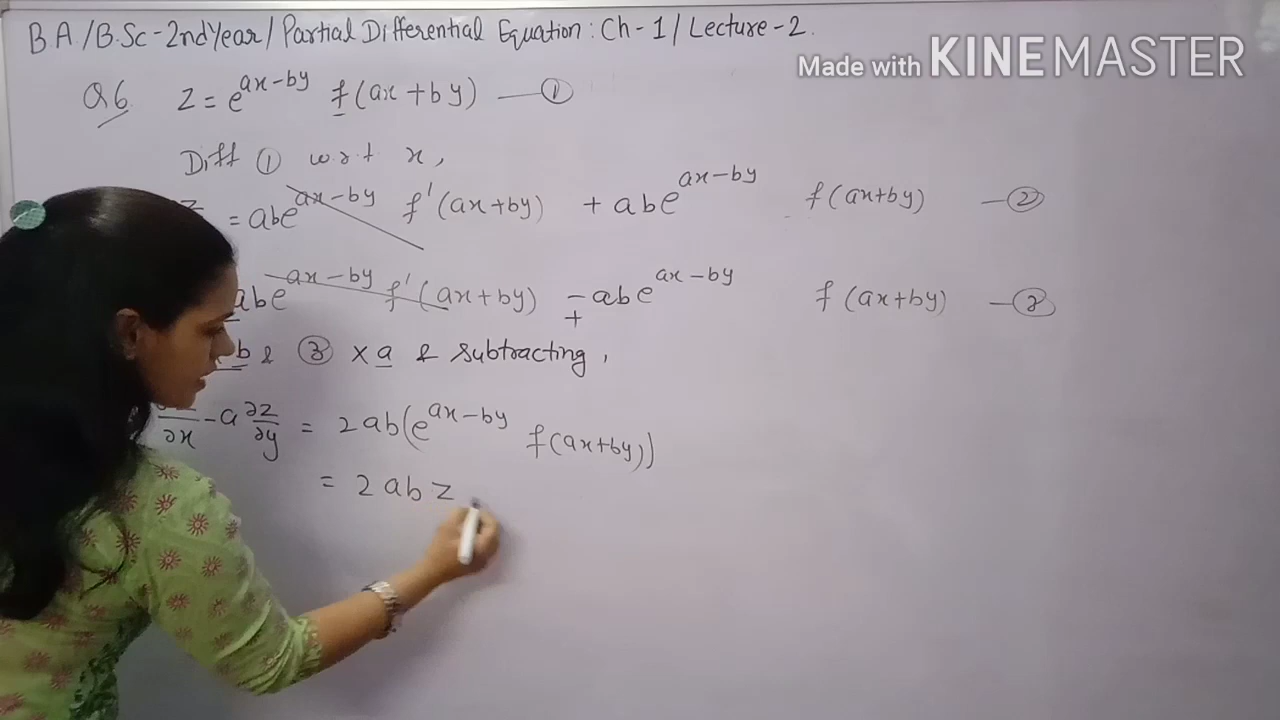 B.A./B.Sc-2nd Year/Partial Differential Equation: Ch-1/Lecture-2.
Made with KINEMASTER
Q6 z = e^{ax-by} f(ax+by) — ①
Diff ① w.r.t x,
= abe^{ax-by} f'(ax+by) + abe^{ax-by} f(ax+by) — ②
abe^{ax-by} f'(ax+by) - abe^{ax-by} f(ax+by) — ③
+
b & ③ x a & subtracting,
∂x - a ∂z/∂y = 2ab(e^{ax-by} f(ax+by))
= 2abz